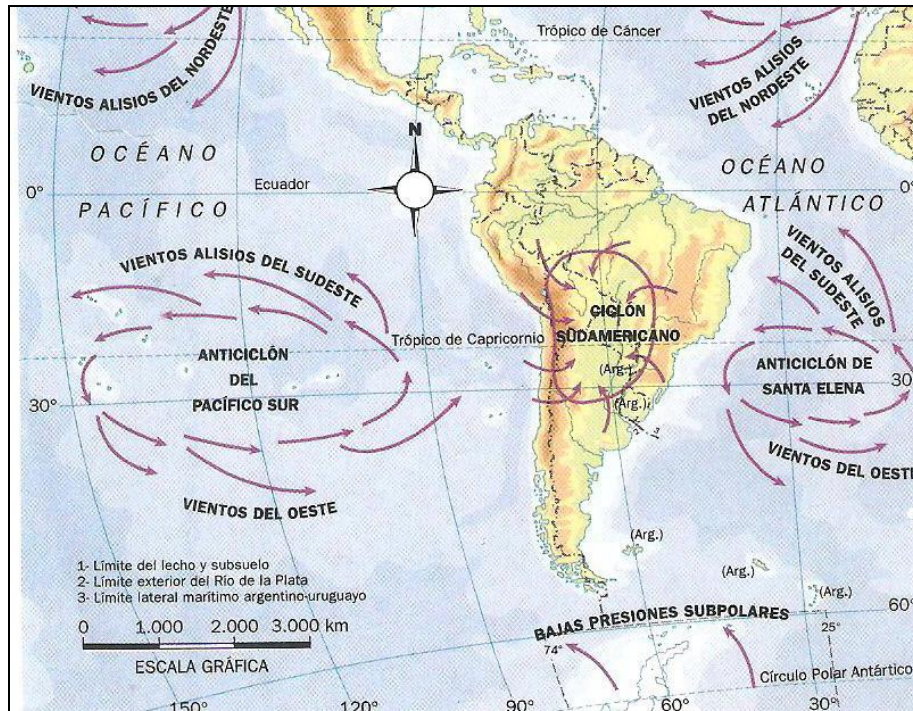 Trópico de Cáncer
VIENTOS ALISIOS DEL NORDESTE
VIENTOS ALISIOS
DEL NORDESTE
N
OCÉANO
PACÍFICO
Ecuador
0°
OCÉANO
ATLÁNTICO
0°
VIENTOS ALISIOS DEL SUDESTE
VIENTOS ALISIOS
DEL SUDESTE
CICLÓN
SUDAMERICANO
Trópico de Capricornio
ANTICICLÓN
DEL
PACÍFICO SUR
(Arg.)
(Arg.)
ANTICICLÓN DE
SANTA ELENA
30°
30°
VIENTOS DEL OESTE
VIENTOS DEL OESTE
(Arg.)
(Arg.)
(Arg.)
1- Límite del lecho y subsuelo
2- Límite exterior del Río de la Plata
3- Límite lateral marítimo argentino-uruguayo
0 1.000 2.000 3.000 km
ESCALA GRÁFICA
BAJAS PRESIONES SUBPOLARES
60°
74°
25°
Círculo Polar Antártico
150°
120°
90°
60°
30°